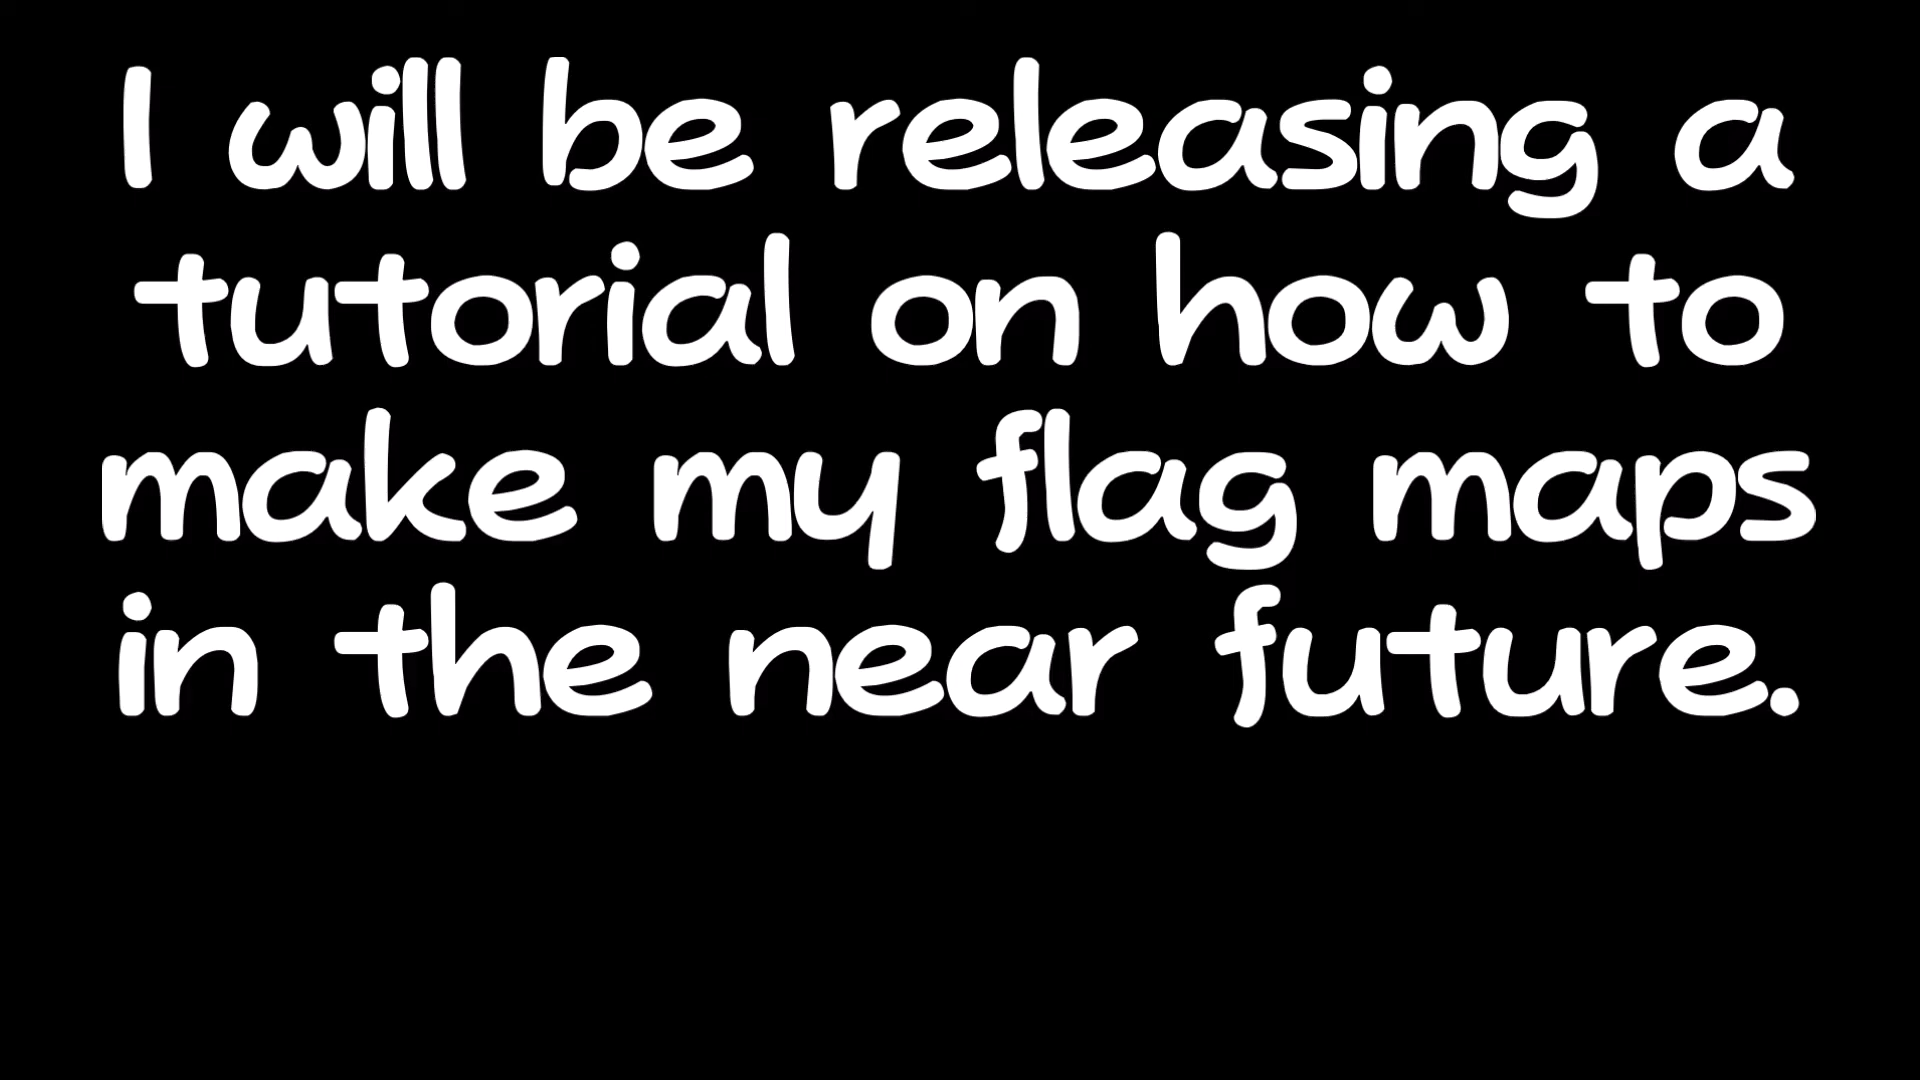 I will be releasing a
tutorial on how to
make my flag maps
in the near future.